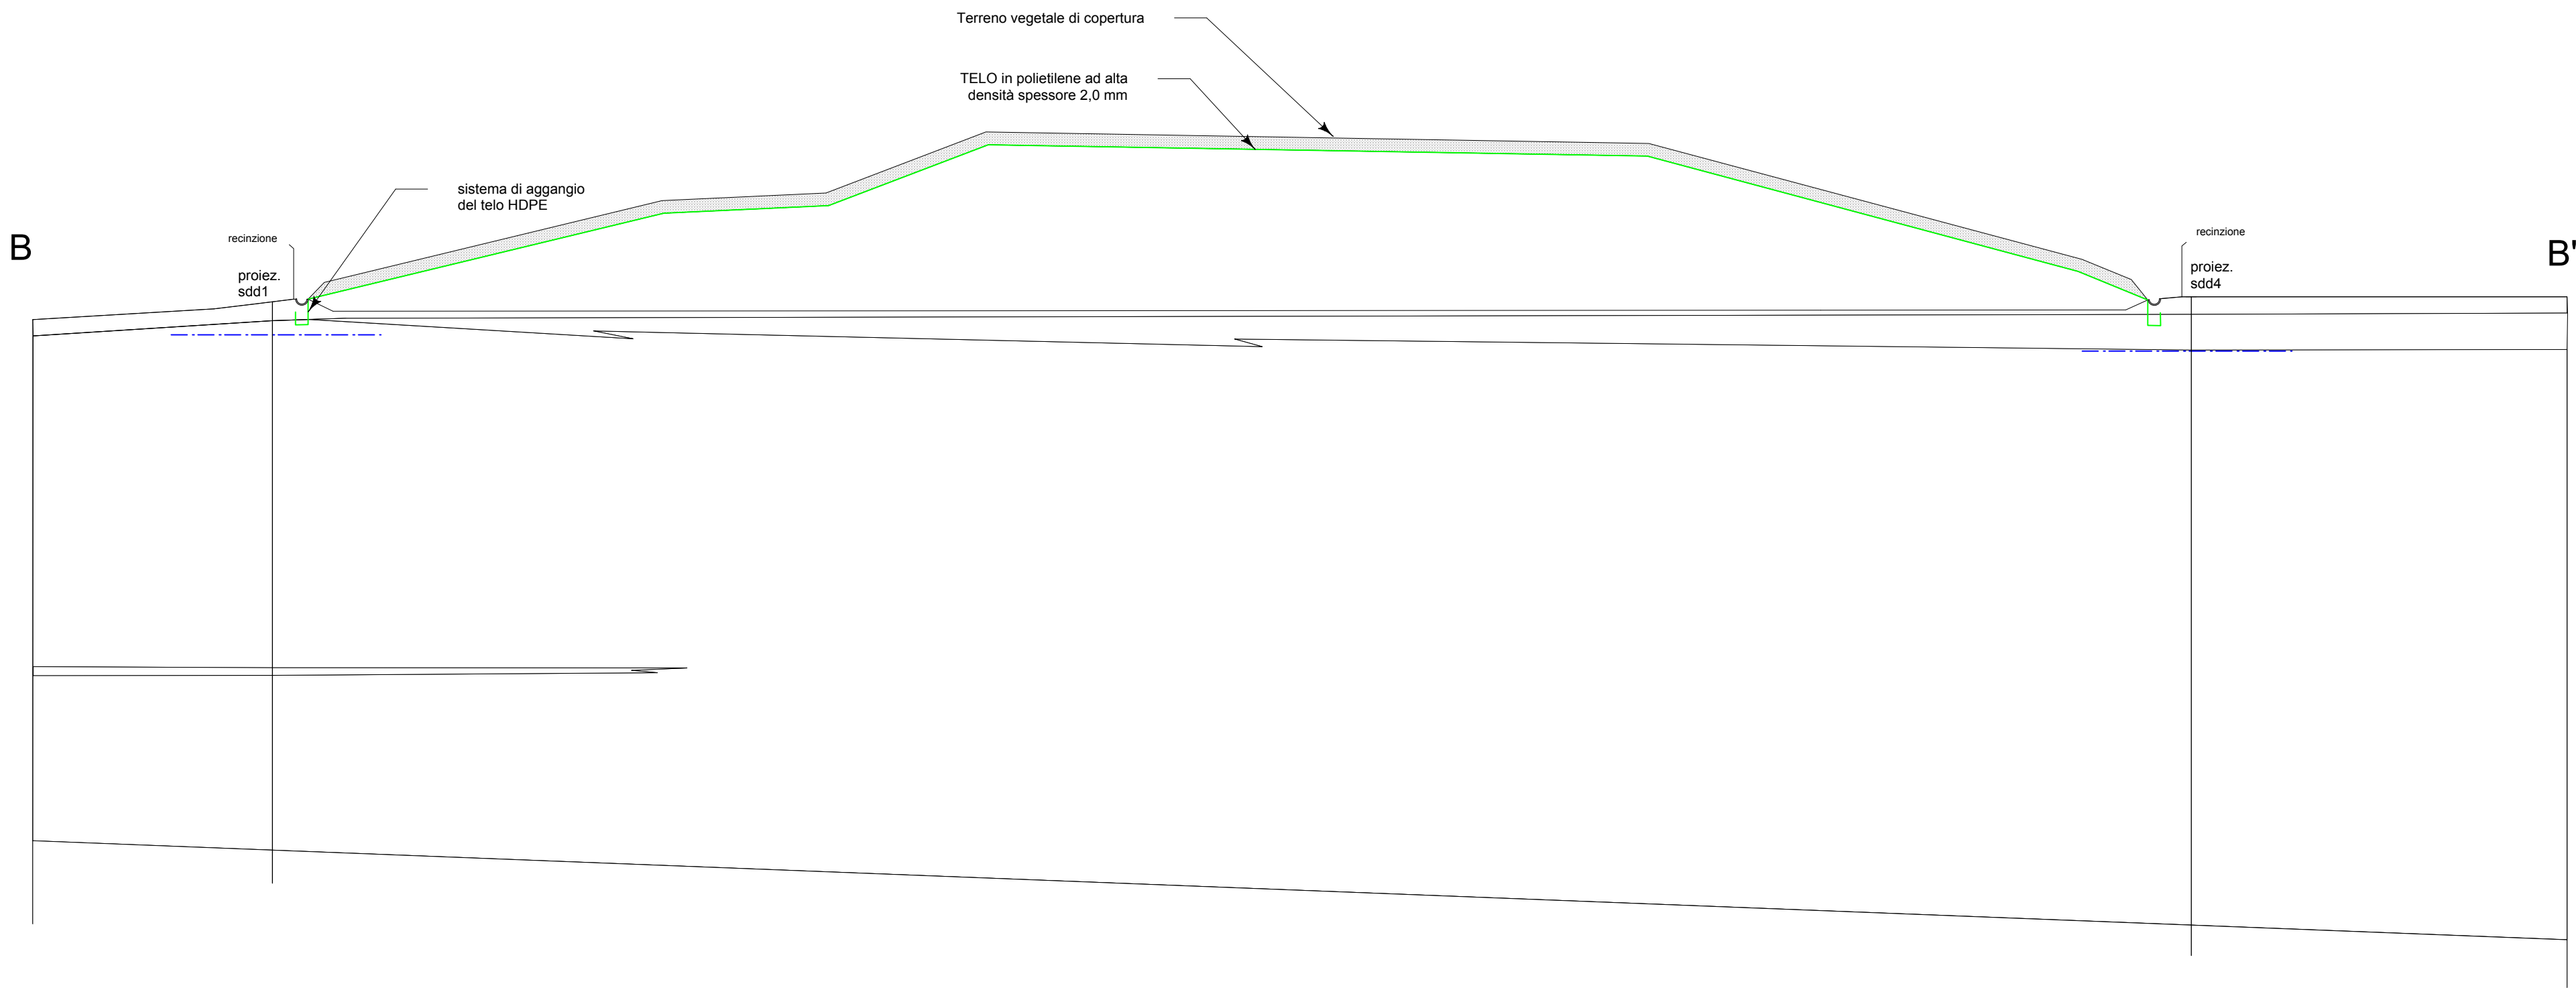 Terreno vegetale di copertura
TELO in polietilene ad alta
densità spessore 2,0 mm
sistema di aggangio
del telo HDPE
B
recinzione
proiez.
sdd1
recinzione
B'
proiez.
sdd4